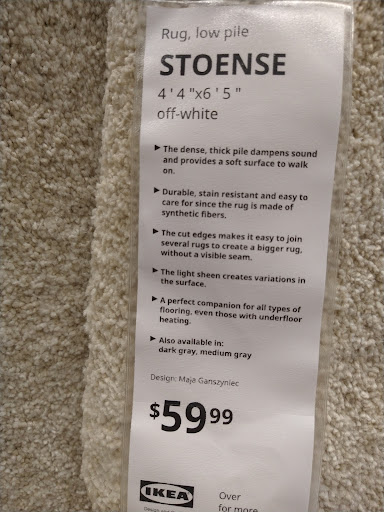 Rug, low pile
STOENSE
4'4"x6'5"
off-white
▶ The dense, thick pile dampens sound
and provides a soft surface to walk
on.
▶ Durable, stain resistant and easy to
care for since the rug is made of
synthetic fibers.
▶ The cut edges makes it easy to join
several rugs to create a bigger rug,
without a visible seam.
▶ The light sheen creates variations in
the surface.
▶ A perfect companion for all types of
flooring, even those with underfloor
heating.
▶ Also available in:
dark gray, medium gray
Design: Maja Ganszyniec
$59.99
IKEA
Over
for more